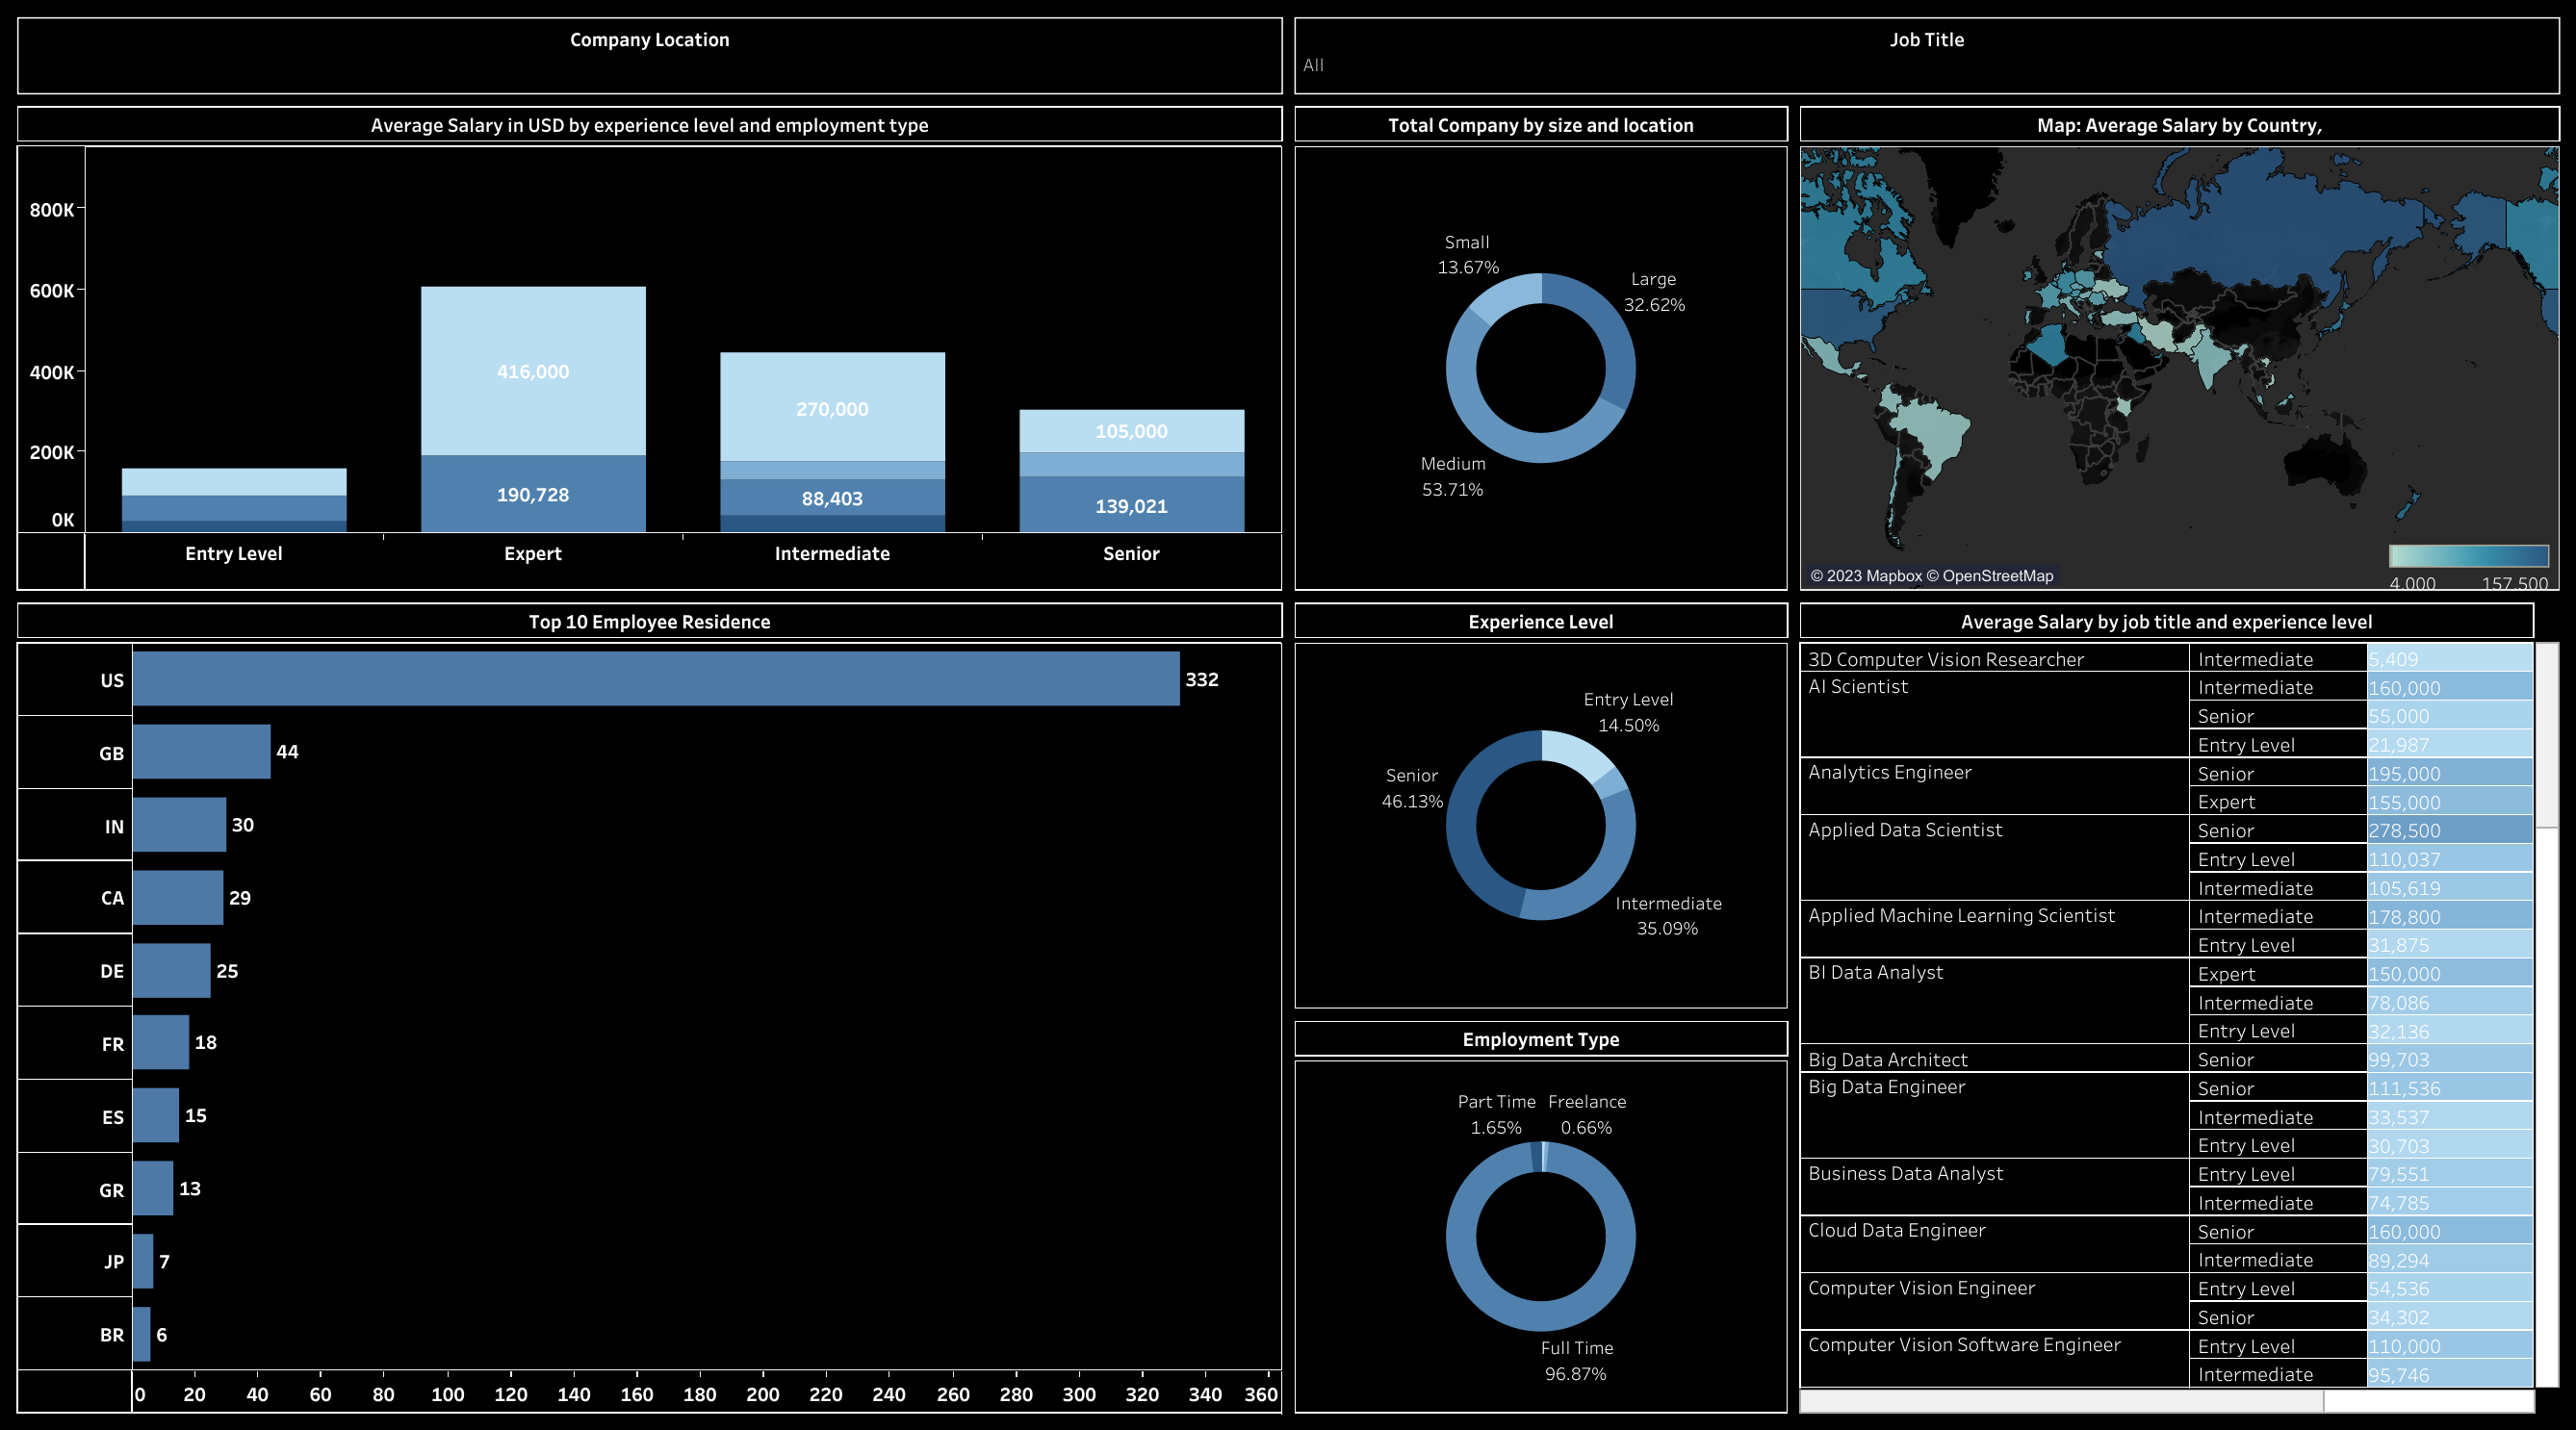 Company Location
Job Title
All
Average Salary in USD by experience level and employment type
800K
600K
400K
200K
0K
416,000
190,728
270,000
88,403
105,000
139,021
Entry Level
Expert
Intermediate
Senior
Total Company by size and location
Small
13.67%
Large
32.62%
Medium
53.71%
Map: Average Salary by Country,
© 2023 Mapbox © OpenStreetMap
4,000 157,500
Top 10 Employee Residence
US 332
GB 44
IN 30
CA 29
DE 25
FR 18
ES 15
GR 13
JP 7
BR 6
0 20 40 60 80 100 120 140 160 180 200 220 240 260 280 300 320 340 360
Experience Level
Entry Level
14.50%
Senior
46.13%
Intermediate
35.09%
Employment Type
Part Time
1.65%
Freelance
0.66%
Full Time
96.87%
Average Salary by job title and experience level
3D Computer Vision Researcher Intermediate 5,409
AI Scientist Intermediate 160,000
Senior 55,000
Entry Level 21,987
Analytics Engineer Senior 195,000
Expert 155,000
Applied Data Scientist Senior 278,500
Entry Level 110,037
Intermediate 105,619
Applied Machine Learning Scientist Intermediate 178,800
Entry Level 31,875
BI Data Analyst Expert 150,000
Intermediate 78,086
Entry Level 32,136
Big Data Architect Senior 99,703
Big Data Engineer Senior 111,536
Intermediate 33,537
Entry Level 30,703
Business Data Analyst Entry Level 79,551
Intermediate 74,785
Cloud Data Engineer Senior 160,000
Intermediate 89,294
Computer Vision Engineer Entry Level 54,536
Senior 34,302
Computer Vision Software Engineer Entry Level 110,000
Intermediate 95,746